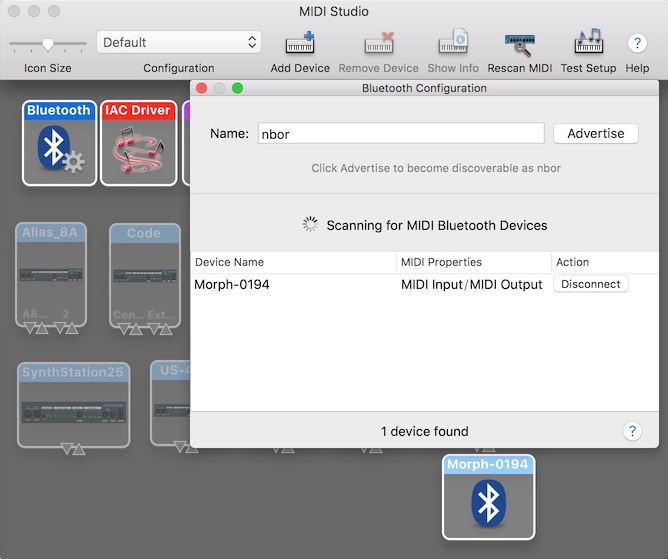 MIDI Studio
Default
Icon Size
Configuration
Add Device
Remove Device
Show Info
Rescan MIDI
Test Setup
?
Help
Bluetooth
IAC Driver
Bluetooth Configuration
Name:
nbor
Advertise
Click Advertise to become discoverable as nbor
Scanning for MIDI Bluetooth Devices
Device Name MIDI Properties Action
Morph-0194 MIDI Input/MIDI Output Disconnect
1 device found
?
Alias_8A
A8... 2
Code
Con... Ext...
SynthStation25
US-4
Morph-0194